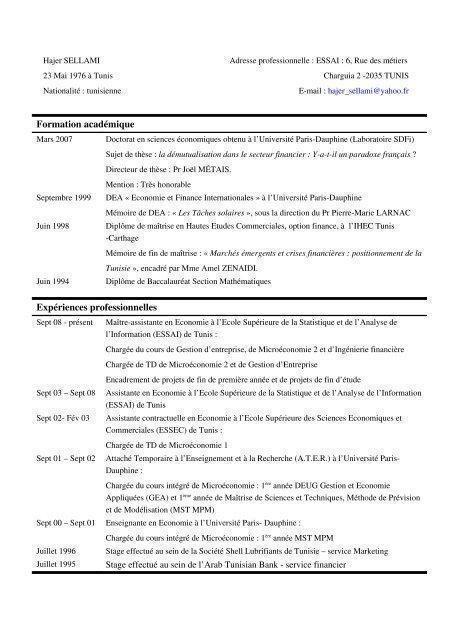 Hajer SELLAMI Adresse professionnelle : ESSAI : 6, Rue des métiers
23 Mai 1976 à Tunis Charguia 2 -2035 TUNIS
Nationalité : tunisienne E-mail : hajer_sellami@yahoo.fr
Formation académique
Mars 2007 Doctorat en sciences économiques obtenu à l’Université Paris-Dauphine (Laboratoire SDFi)
Sujet de thèse : la démutualisation dans le secteur financier : Y-a-t-il un paradoxe français ?
Directeur de thèse : Pr Joël MÉTAIS.
Mention : Très honorable
Septembre 1999 DEA « Economie et Finance Internationales » à l’Université Paris-Dauphine
Mémoire de DEA : « Les Tâches solaires », sous la direction du Pr Pierre-Marie LARNAC
Juin 1998 Diplôme de maîtrise en Hautes Etudes Commerciales, option finance, à l’IHEC Tunis
-Carthage
Mémoire de fin de maîtrise : « Marchés émergents et crises financières : positionnement de la
Tunisie », encadré par Mme Amel ZENAIDI.
Juin 1994 Diplôme de Baccalauréat Section Mathématiques
Expériences professionnelles
Sept 08 - présent Maître-assistante en Economie à l’Ecole Supérieure de la Statistique et de l’Analyse de
l’Information (ESSAI) de Tunis :
Chargée du cours de Gestion d’entreprise, de Microéconomie 2 et d’Ingénierie financière
Chargée de TD de Microéconomie 2 et de Gestion d’Entreprise
Encadrement de projets de fin de première année et de projets de fin d’étude
Sept 03 – Sept 08 Assistante en Economie à l’Ecole Supérieure de la Statistique et de l’Analyse de l’Information
(ESSAI) de Tunis
Sept 02- Fév 03 Assistante contractuelle en Economie à l’Ecole Supérieure des Sciences Economiques et
Commerciales (ESSEC) de Tunis :
Chargée de TD de Microéconomie 1
Sept 01 – Sept 02 Attaché Temporaire à l’Enseignement et à la Recherche (A.T.E.R.) à l’Université Paris-
Dauphine :
Chargée du cours intégré de Microéconomie : 1ère année DEUG Gestion et Economie
Appliquées (GEA) et 1ère année de Maîtrise de Sciences et Techniques, Méthode de Prévision
et de Modélisation (MST MPM)
Sept 00 – Sept 01 Enseignante en Economie à l’Université Paris- Dauphine :
Chargée du cours intégré de Microéconomie : 1ère année MST MPM
Juillet 1996 Stage effectué au sein de la Société Shell Lubrifiants de Tunisie – service Marketing
Juillet 1995 Stage effectué au sein de l’Arab Tunisian Bank - service financier